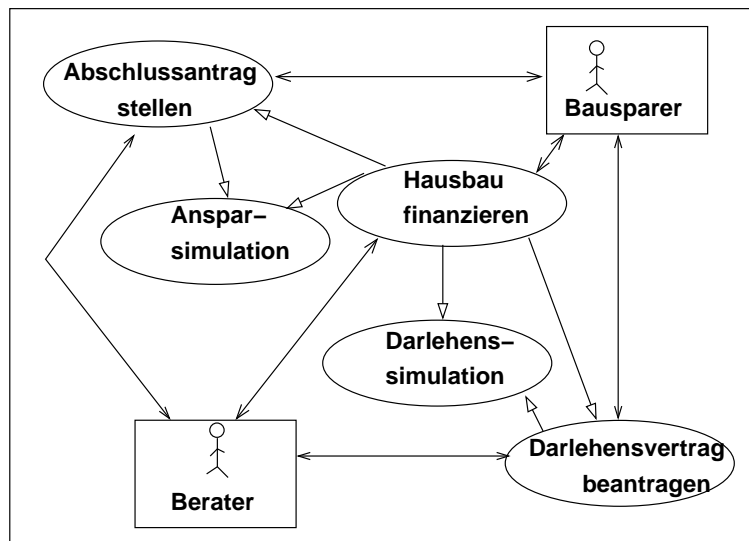 Abschlussantrag
stellen
Bausparer
Hausbau
finanzieren
Anspar–
simulation
Darlehens–
simulation
Berater
Darlehensvertrag
beantragen